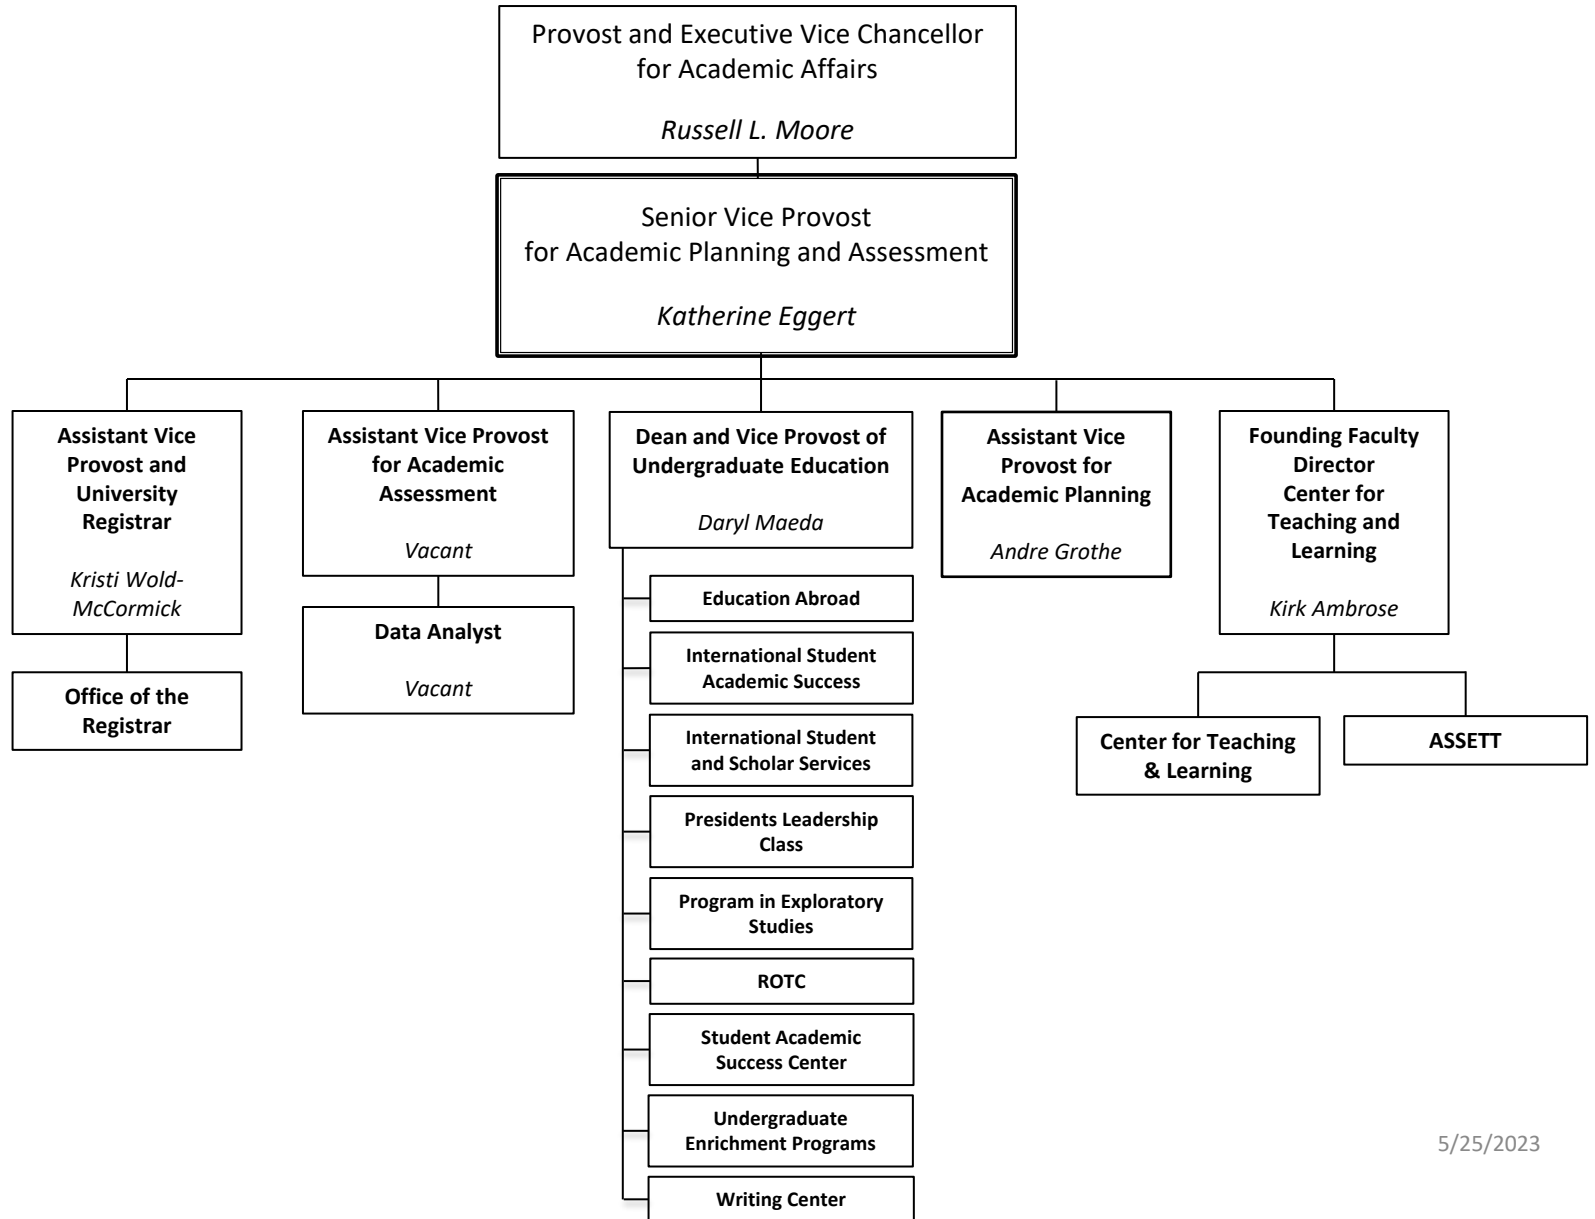 Provost and Executive Vice Chancellor
for Academic Affairs
Russell L. Moore
Senior Vice Provost
for Academic Planning and Assessment
Katherine Eggert
Assistant Vice
Provost and
University
Registrar
Kristi Wold-
McCormick
Office of the
Registrar
Assistant Vice Provost
for Academic
Assessment
Vacant
Data Analyst
Vacant
Dean and Vice Provost of
Undergraduate Education
Daryl Maeda
Education Abroad
International Student
Academic Success
International Student
and Scholar Services
Presidents Leadership
Class
Program in Exploratory
Studies
ROTC
Student Academic
Success Center
Undergraduate
Enrichment Programs
Writing Center
Assistant Vice
Provost for
Academic Planning
Andre Grothe
Founding Faculty
Director
Center for
Teaching and
Learning
Kirk Ambrose
Center for Teaching
& Learning
ASSETT
5/25/2023